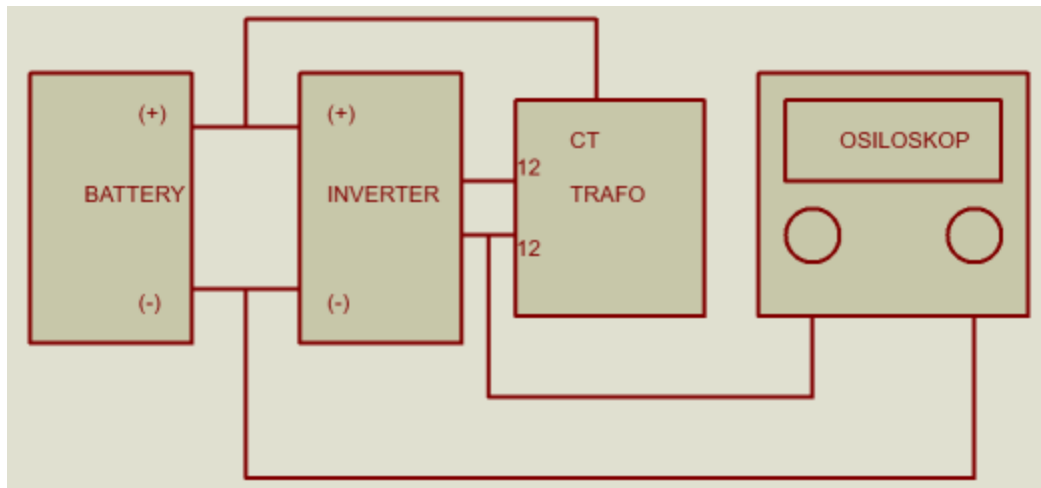 (+)
(+)
CT
OSILOSKOP
12
BATTERY
INVERTER
TRAFO
12
(-)
(-)